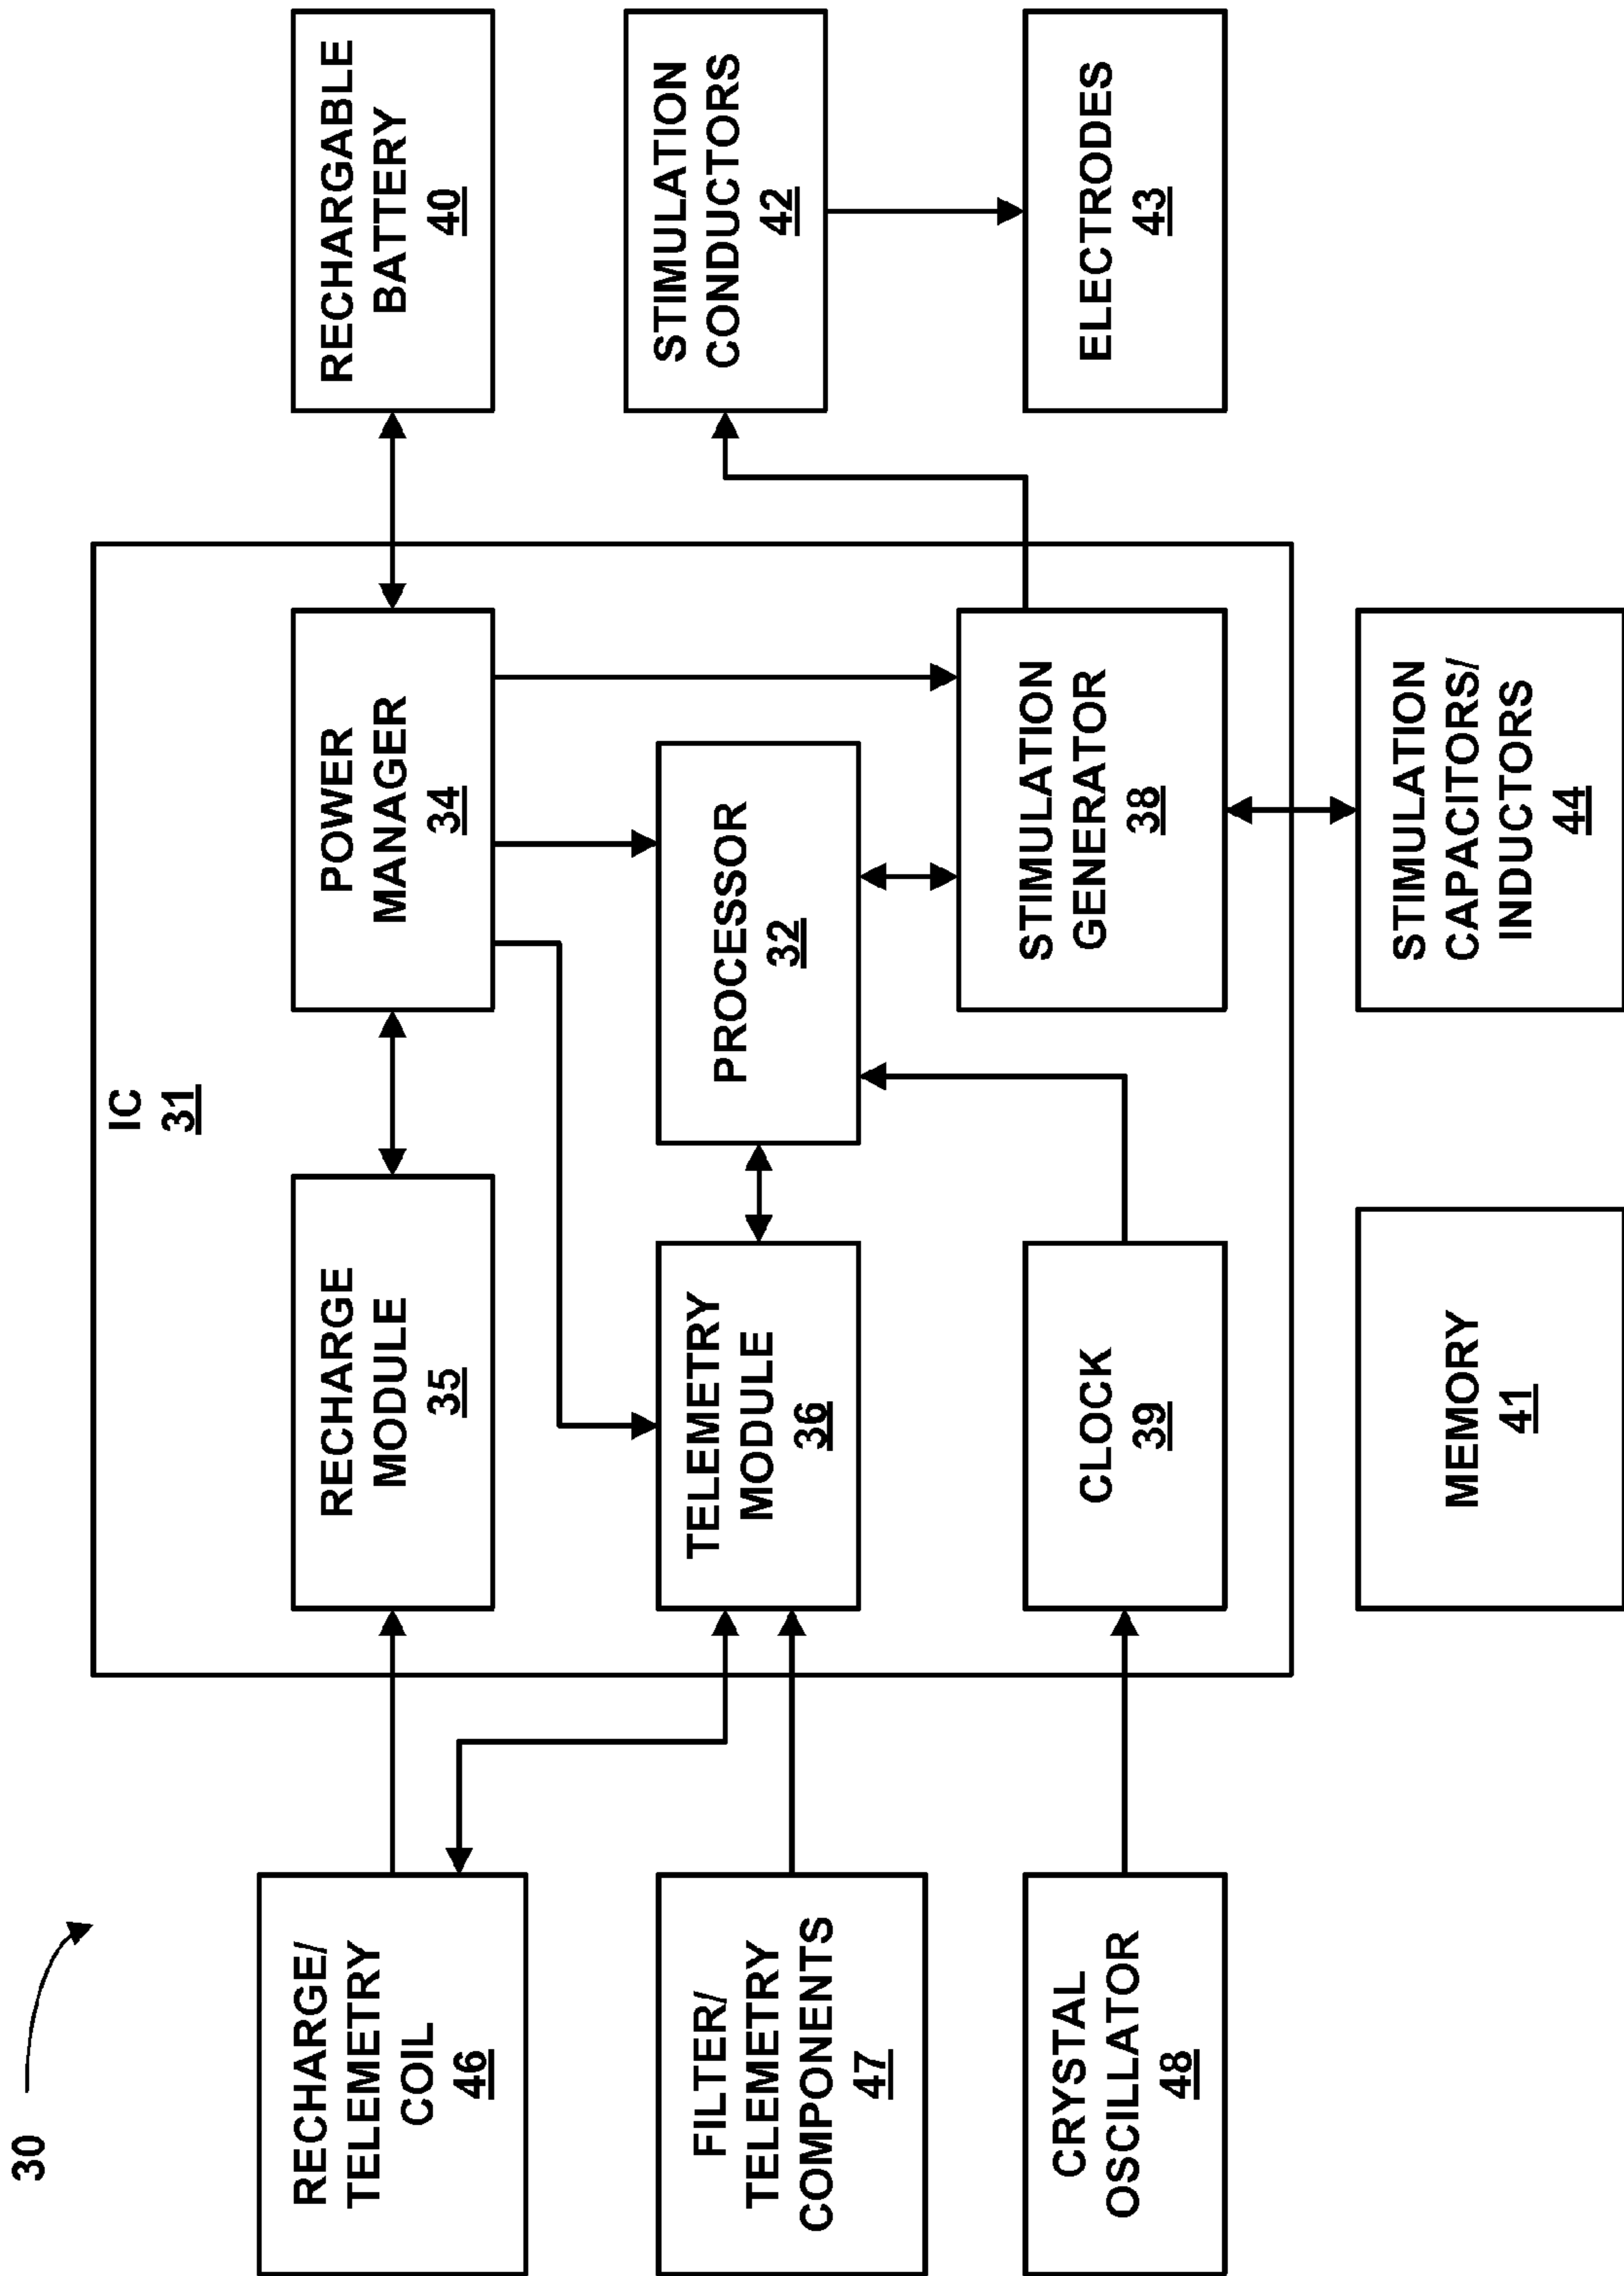 30
IC
31
RECHARGE/
TELEMETRY
COIL
46
RECHARGE
MODULE
35
POWER
MANAGER
34
RECHARGABLE
BATTERY
40
FILTER/
TELEMETRY
COMPONENTS
47
TELEMETRY
MODULE
36
PROCESSOR
32
STIMULATION
CONDUCTORS
42
CRYSTAL
OSCILLATOR
48
CLOCK
39
STIMULATION
GENERATOR
38
ELECTRODES
43
MEMORY
41
STIMULATION
CAPACITORS/
INDUCTORS
44